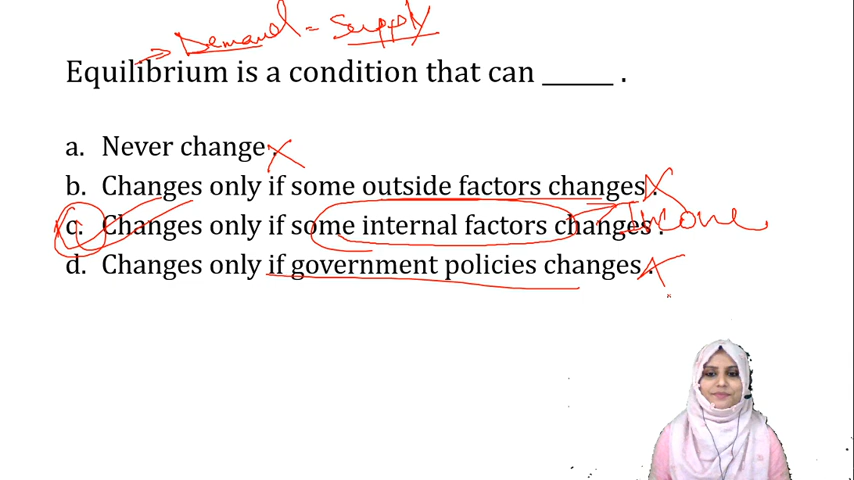 Demand = Supply
Equilibrium is a condition that can ______ .
a. Never change.
b. Changes only if some outside factors changes.
c. Changes only if some internal factors changes.
Income
d. Changes only if government policies changes.